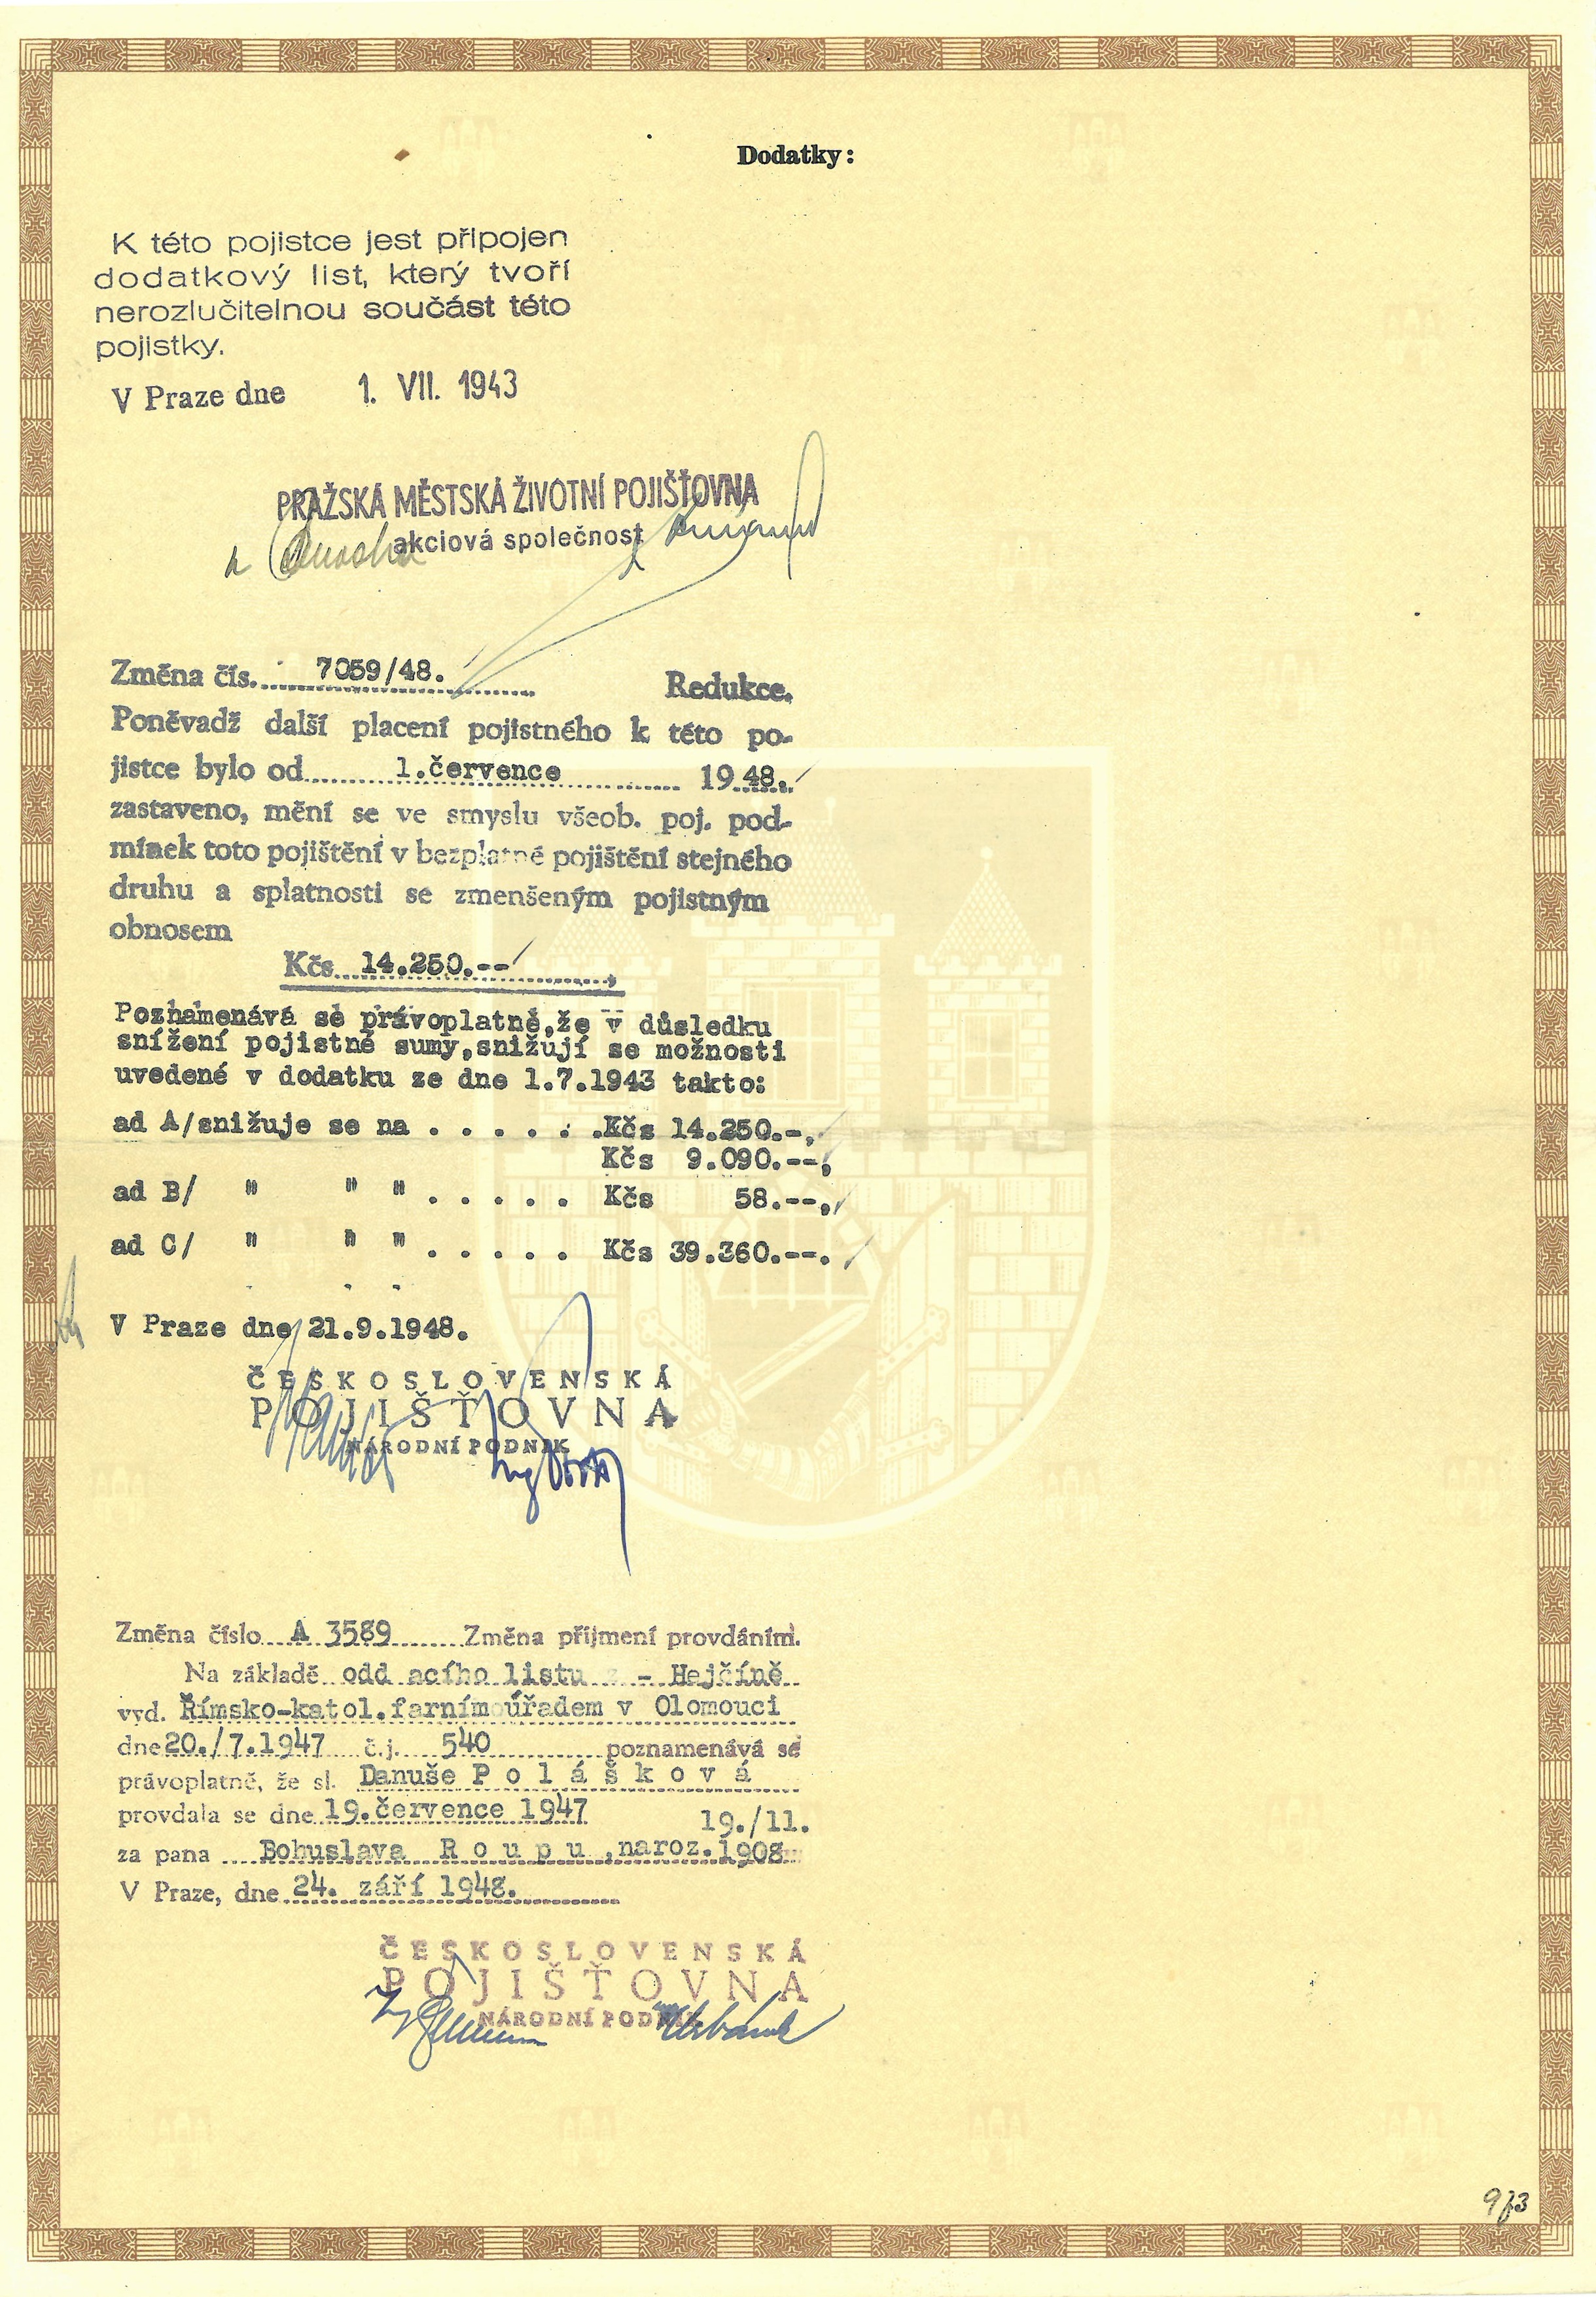 Dodatky:
K této pojistce jest připojen
dodatkový list, který tvoří
nerozlučitelnou součást této
pojistky.
V Praze dne 1. VII. 1943
PRAŽSKÁ MĚSTSKÁ ŽIVOTNÍ POJIŠŤOVNA
akciová společnost
Změna čís. 7059/48. Redukce.
Poněvadž další placení pojistného k této po-
jistce bylo od 1.července 19 48.
zastaveno, mění se ve smyslu všeob. poj. pod-
mínek toto pojištění v bezplatné pojištění stejného
druhu a splatnosti se zmenšeným pojistným
obnosem
Kčs 14.250.--,
Poznamenává se právoplatně,že v důsledku
snížení pojistné sumy,snižují se možnosti
uvedené v dodatku ze dne 1.7.1943 takto:
ad A/snižuje se na . . . . . .Kčs 14.250.-,
Kčs 9.090.--,
ad B/ " " " . . . . . Kčs 58.--,
ad C/ " " " . . . . . Kčs 39.360.--.
V Praze dne 21.9.1948.
ČESKOSLOVENSKÁ
POJIŠŤOVNA
NÁRODNÍ PODNIK
Změna číslo A 3589 Změna příjmení provdáním.
Na základě odd acího listu - Hejčíně
vyd. Římsko-katol.farním úřadem v Olomouci
dne 20./7.1947 č.j. 540 poznamenává se
právoplatně, že sl. Danuše P o l á š k o v á
provdala se dne 19.července 1947 19./11.
za pana Bohuslava R o u p u ,naroz.1908
V Praze, dne 24. září 1948.
ČESKOSLOVENSKÁ
POJIŠŤOVNA
NÁRODNÍ PODNIK